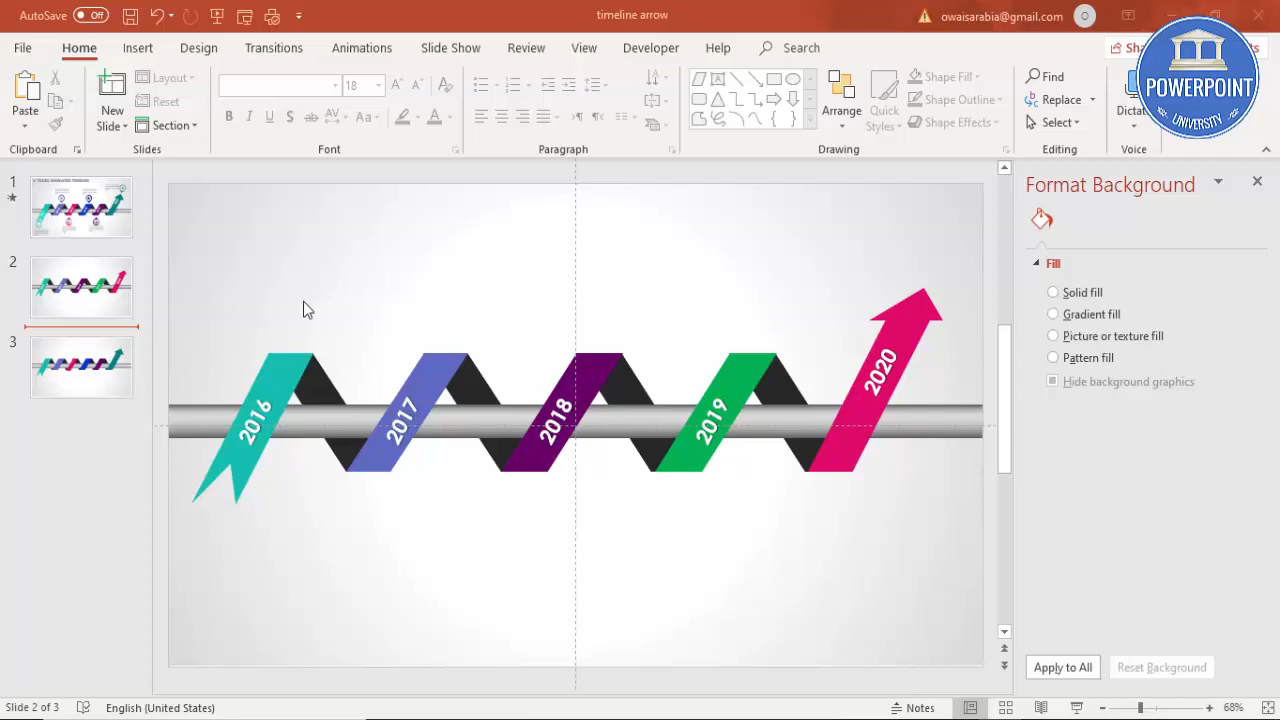 AutoSave Off
timeline arrow
owaisarabia@gmail.com
O
File Home Insert Design Transitions Animations Slide Show Review View Developer Help Search
Paste
New Slide
Layout
Reset
Section
18
Arrange
Quick Styles
Shape Fill
Shape Outline
Shape Effects
Find
Replace
Select
Clipboard Slides Font Paragraph Drawing Editing Voice
POWERPOINT
UNIVERSITY
1
2
3
2016
2017
2018
2019
2020
Format Background
Fill
Solid fill
Gradient fill
Picture or texture fill
Pattern fill
Hide background graphics
Apply to All
Reset Background
Slide 2 of 3
English (United States)
Notes
68%